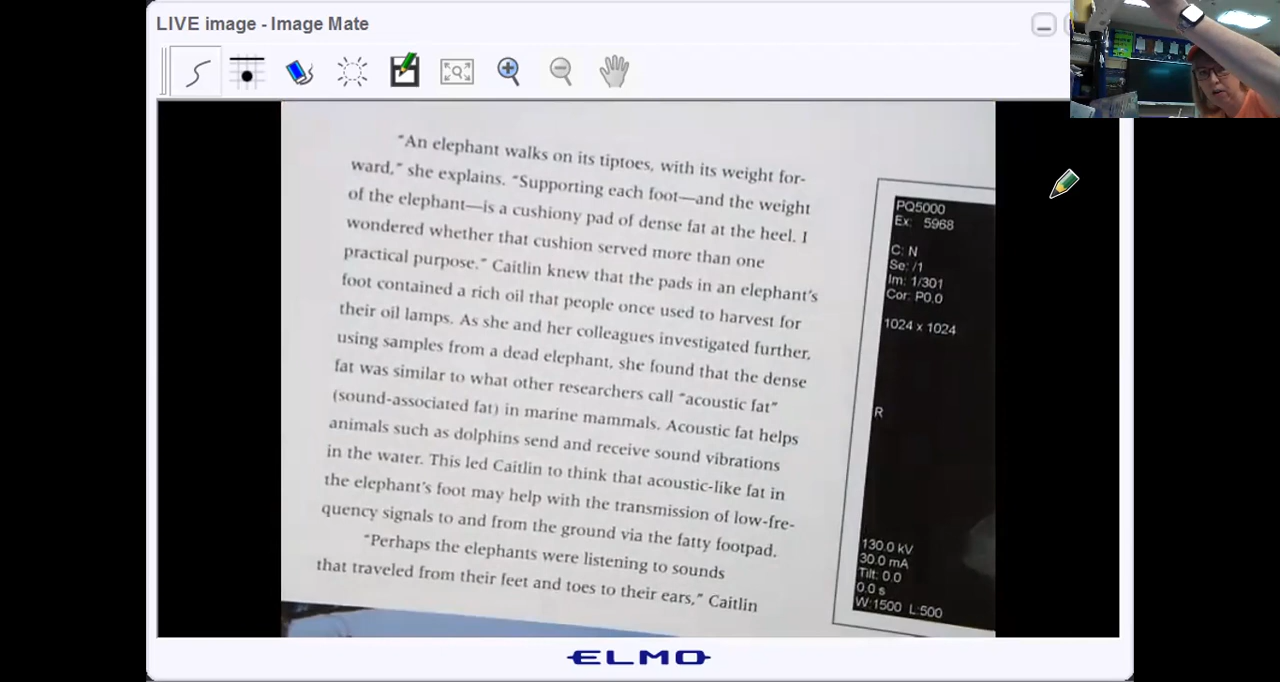 LIVE image - Image Mate
"An elephant walks on its tiptoes, with its weight for-
ward," she explains. "Supporting each foot—and the weight
of the elephant—is a cushiony pad of dense fat at the heel. I
wondered whether that cushion served more than one
practical purpose." Caitlin knew that the pads in an elephant's
foot contained a rich oil that people once used to harvest for
their oil lamps. As she and her colleagues investigated further,
using samples from a dead elephant, she found that the dense
fat was similar to what other researchers call "acoustic fat"
(sound-associated fat) in marine mammals. Acoustic fat helps
animals such as dolphins send and receive sound vibrations
in the water. This led Caitlin to think that acoustic-like fat in
the elephant's foot may help with the transmission of low-fre-
quency signals to and from the ground via the fatty footpad.
"Perhaps the elephants were listening to sounds
that traveled from their feet and toes to their ears," Caitlin
PQ5000
Ex: 5968
C: N
Se: /1
Im: 1/301
Cor: P0.0
1024 x 1024
R
130.0 kV
30.0 mA
Tilt: 0.0
0.0 s
W:1500 L:500
ELMO